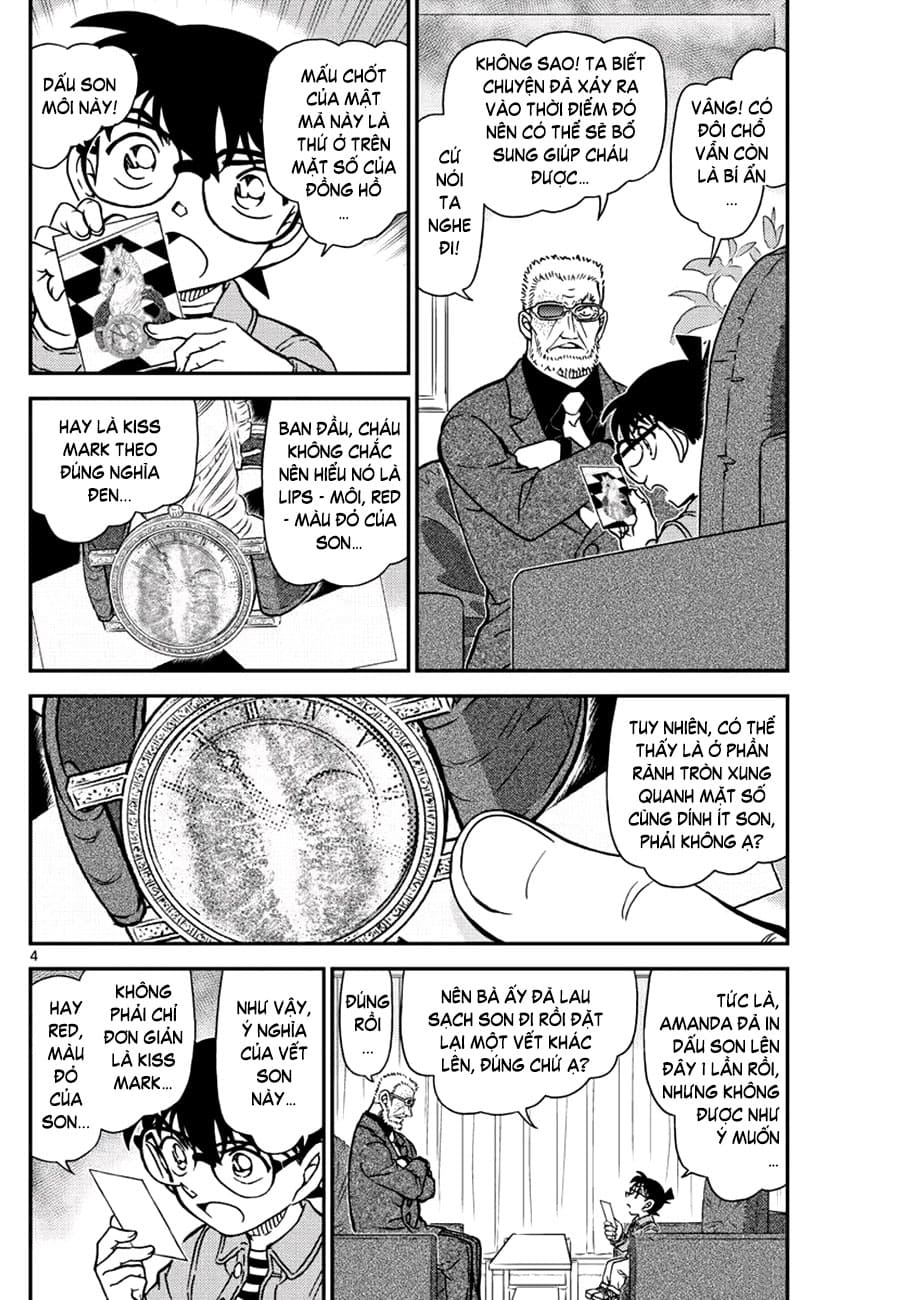 VÂNG! CÓ
ĐÔI CHỖ
VẪN CÒN
LÀ BÍ ẨN
...
KHÔNG SAO! TA BIẾT
CHUYỆN ĐÃ XẢY RA
VÀO THỜI ĐIỂM ĐÓ
NÊN CÓ THỂ SẼ BỔ
SUNG GIÚP CHÁU
ĐƯỢC...
CỨ
NÓI
TA
NGHE
ĐI!
MẤU CHỐT
CỦA MẬT
MÃ NÀY LÀ
THỨ Ở TRÊN
MẶT SỐ CỦA
ĐỒNG HỒ
...
DẤU SON
MÔI NÀY!
BAN ĐẦU, CHÁU
KHÔNG CHẮC
NÊN HIỂU NÓ LÀ
LIPS - MÔI, RED
- MÀU ĐỎ CỦA
SON...
HAY LÀ KISS
MARK THEO
ĐÚNG NGHĨA
ĐEN...
TUY NHIÊN, CÓ THỂ
THẤY LÀ Ở PHẦN
RÃNH TRÒN XUNG
QUANH MẶT SỐ
CŨNG DÍNH ÍT SON,
PHẢI KHÔNG Ạ?
4
TỨC LÀ,
AMANDA ĐÃ IN
DẤU SON LÊN
ĐÂY 1 LẦN RỒI,
NHƯNG KHÔNG
ĐƯỢC NHƯ
Ý MUỐN
...
NÊN BÀ ẤY ĐÃ LAU
SẠCH SON ĐI RỒI ĐẶT
LẠI MỘT VẾT KHÁC
LÊN, ĐÚNG CHỨ Ạ?
ĐÚNG
RỒI
...
NHƯ VẬY,
Ý NGHĨA
CỦA VẾT
SON
NÀY...
KHÔNG
PHẢI CHỈ
ĐƠN GIẢN
LÀ KISS
MARK...
HAY
RED,
MÀU
ĐỎ
CỦA
SON...